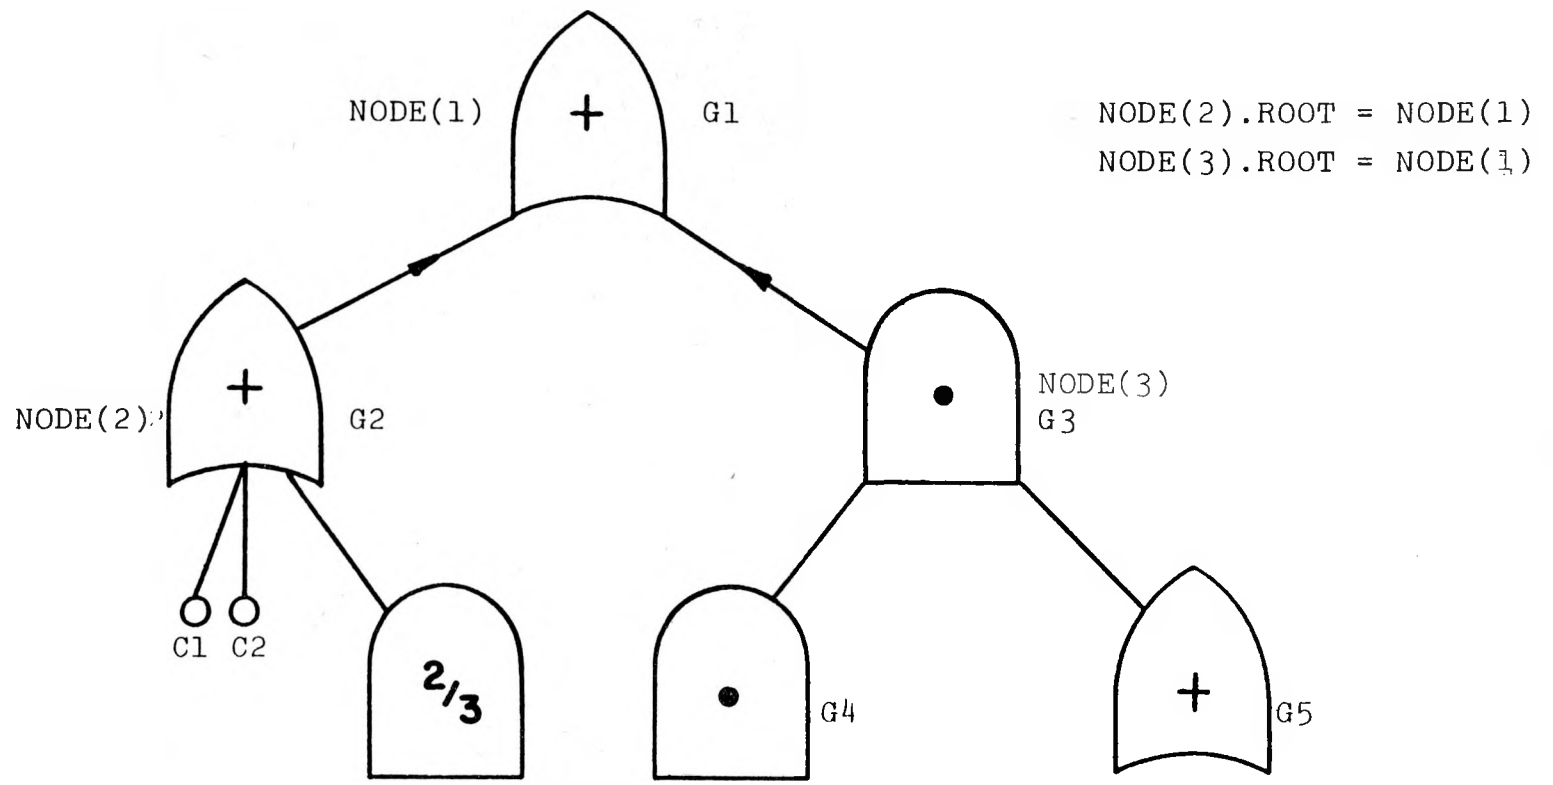 NODE(1)
+
G1
NODE(2).ROOT = NODE(1)
NODE(3).ROOT = NODE(1)
NODE(2)
+
G2
NODE(3)
G3
C1 C2
2/3
G4
+
G5